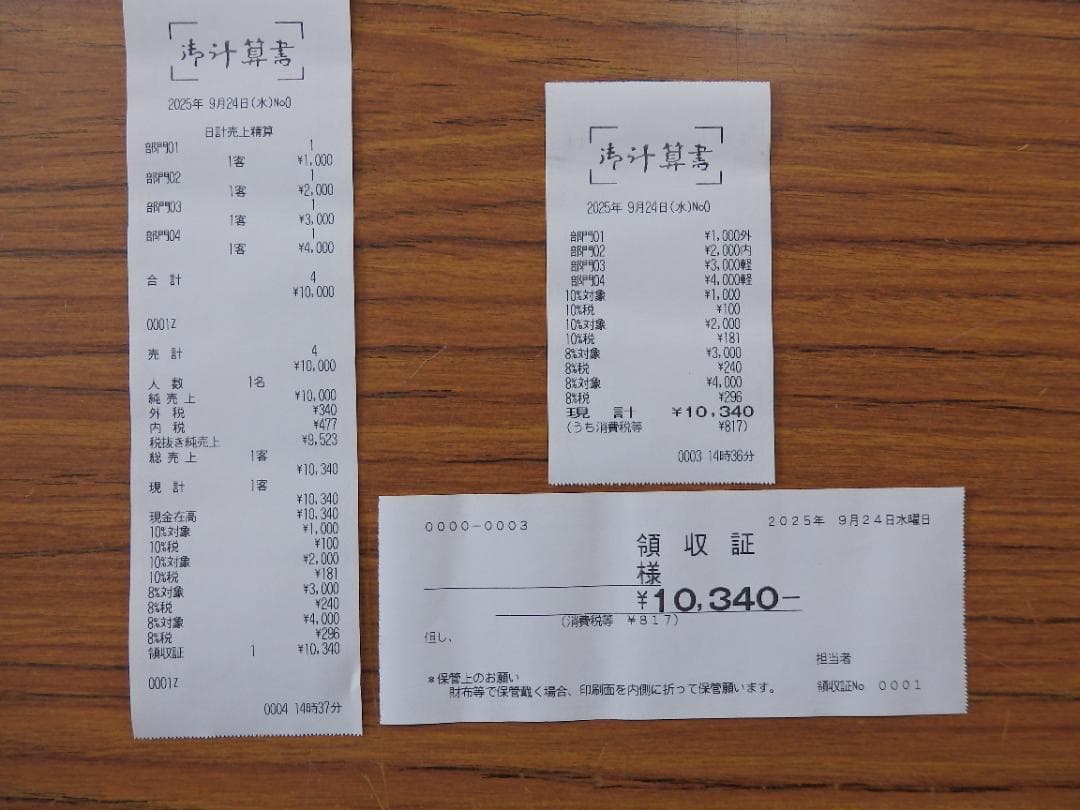 御計算書
2025年 9月24日(水)No0
日計売上精算
部門01 1
1客 ¥1,000
部門02 1
1客 ¥2,000
部門03 1
1客 ¥3,000
部門04 1
1客 ¥4,000
合 計 4
¥10,000
0001Z
売 計 4
¥10,000
人 数 1名
純 売 上 ¥10,000
外 税 ¥340
内 税 ¥477
税抜き純売上 ¥9,523
総 売 上 1客
¥10,340
現 計 1客
¥10,340
現金在高 ¥10,340
10%対象 ¥1,000
10%税 ¥100
10%対象 ¥2,000
10%税 ¥181
8%対象 ¥3,000
8%税 ¥240
8%対象 ¥4,000
8%税 ¥296
領収証 1 ¥10,340
0001Z
0004 14時37分
御計算書
2025年 9月24日(水)No0
部門01 ¥1,000外
部門02 ¥2,000内
部門03 ¥3,000軽
部門04 ¥4,000軽
10%対象 ¥1,000
10%税 ¥100
10%対象 ¥2,000
10%税 ¥181
8%対象 ¥3,000
8%税 ¥240
8%対象 ¥4,000
8%税 ¥296
現 計 ¥10,340
(うち消費税等 ¥817)
0003 14時36分
0000-0003 2025年 9月24日水曜日
領 収 証
様
¥10,340-
(消費税等 ¥817)
但し、
担当者
*保管上のお願い
財布等で保管戴く場合、印刷面を内側に折って保管願います。
領収証No 0001